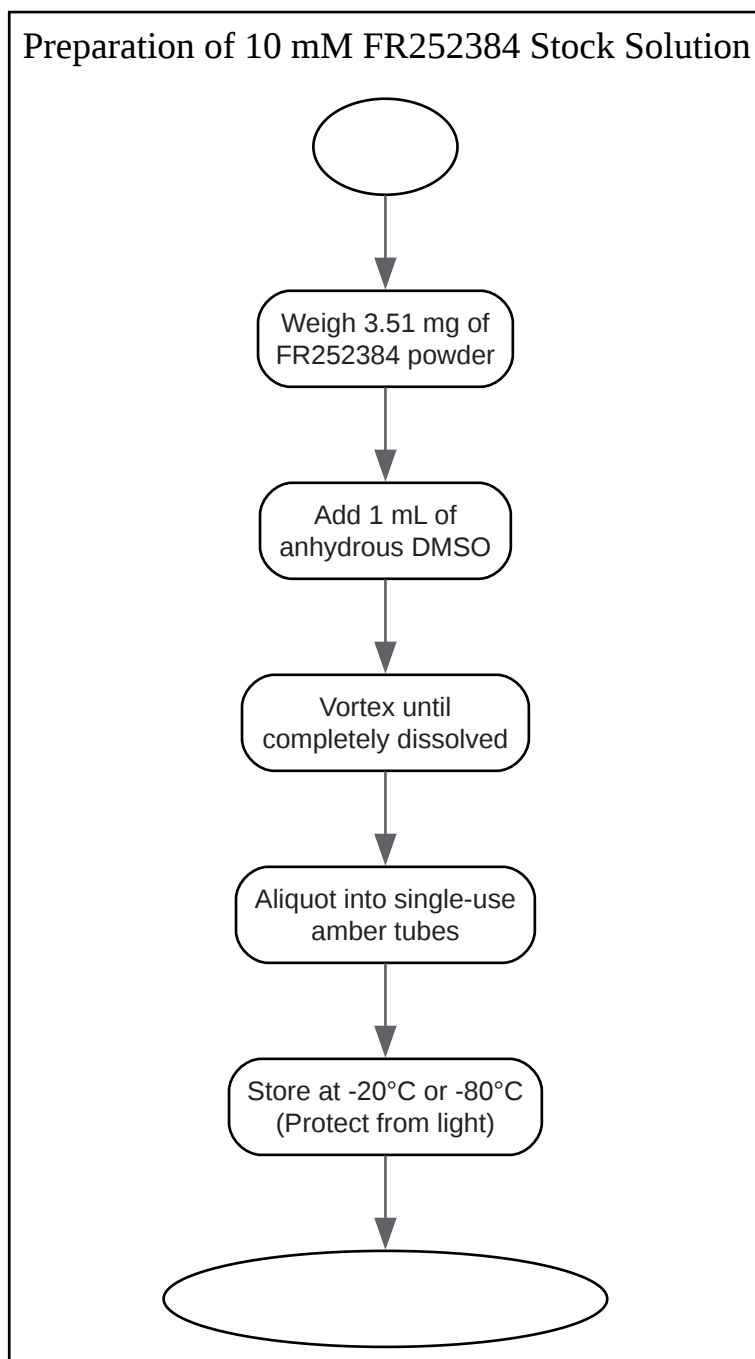 Preparation of 10 mM FR252384 Stock Solution
Weigh 3.51 mg of
FR252384 powder
Add 1 mL of
anhydrous DMSO
Vortex until
completely dissolved
Aliquot into single-use
amber tubes
Store at -20°C or -80°C
(Protect from light)